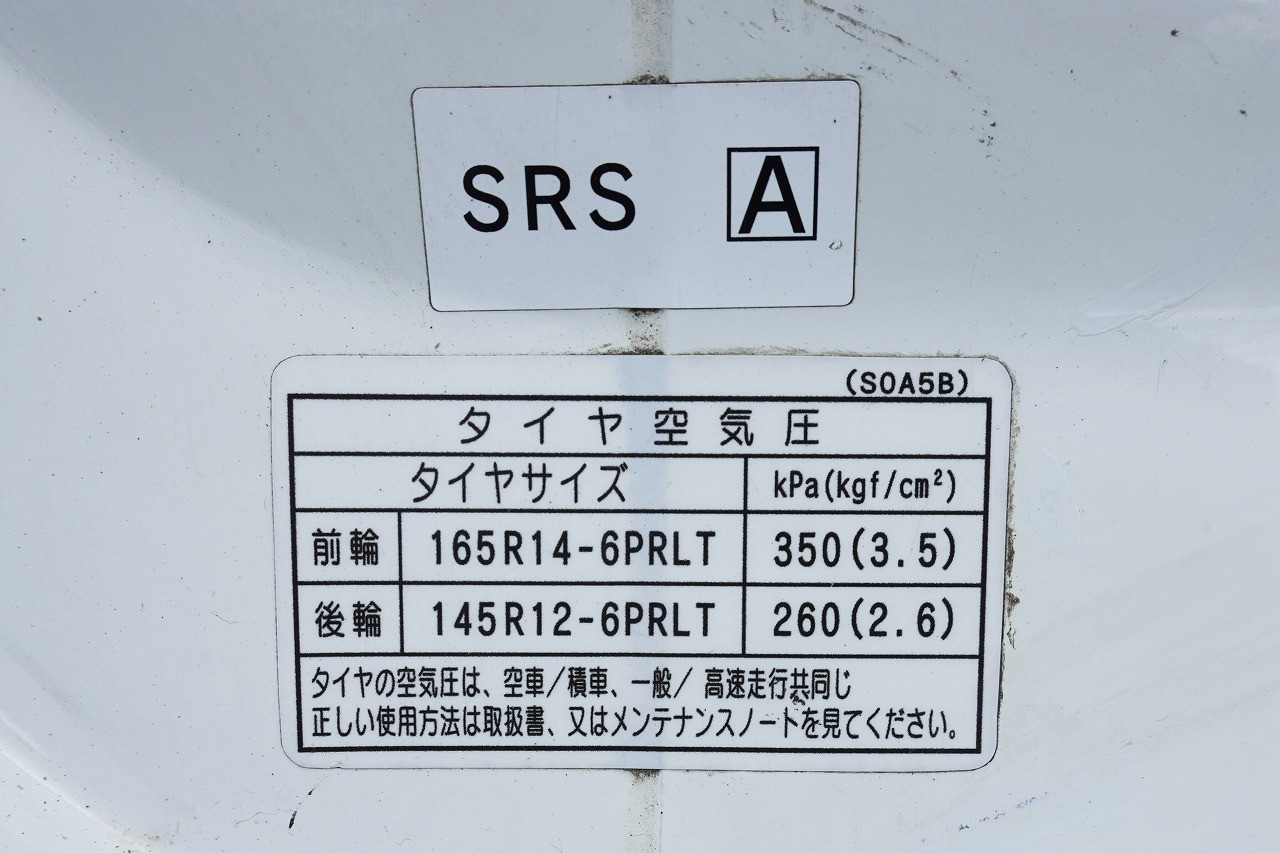 SRS A
(S0A5B)
タイヤ空気圧
タイヤサイズ kPa(kgf/cm²)
前輪 165R14-6PRLT 350(3.5)
後輪 145R12-6PRLT 260(2.6)
タイヤの空気圧は、空車/積車、一般/高速走行共同じ
正しい使用方法は取扱書、又はメンテナンスノートを見てください。